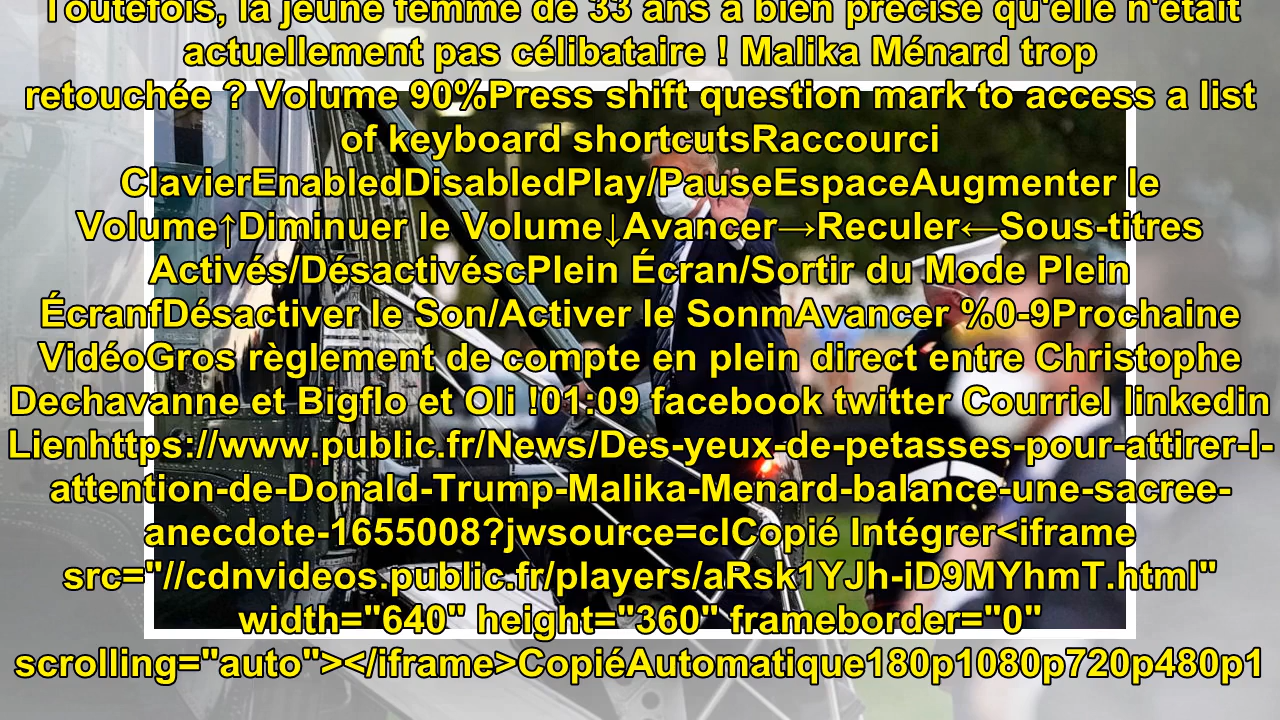 Toutefois, la jeune femme de 33 ans a bien précisé qu'elle n'était
actuellement pas célibataire ! Malika Ménard trop
retouchée ? Volume 90%Press shift question mark to access a list
of keyboard shortcutsRaccourci
ClavierEnabledDisabledPlay/PauseEspaceAugmenter le
Volume↑Diminuer le Volume↓Avancer→Reculer←Sous-titres
Activés/DésactivéscPlein Écran/Sortir du Mode Plein
ÉcranfDésactiver le Son/Activer le SonmAvancer %0-9Prochaine
VidéoGros règlement de compte en plein direct entre Christophe
Dechavanne et Bigflo et Oli !01:09 facebook twitter Courriel linkedin
Lienhttps://www.public.fr/News/Des-yeux-de-petasses-pour-attirer-l-
attention-de-Donald-Trump-Malika-Menard-balance-une-sacree-
anecdote-1655008?jwsource=clCopié Intégrer<iframe
src="//cdnvideos.public.fr/players/aRsk1YJh-iD9MYhmT.html"
width="640" height="360" frameborder="0"
scrolling="auto"></iframe>CopiéAutomatique180p1080p720p480p1